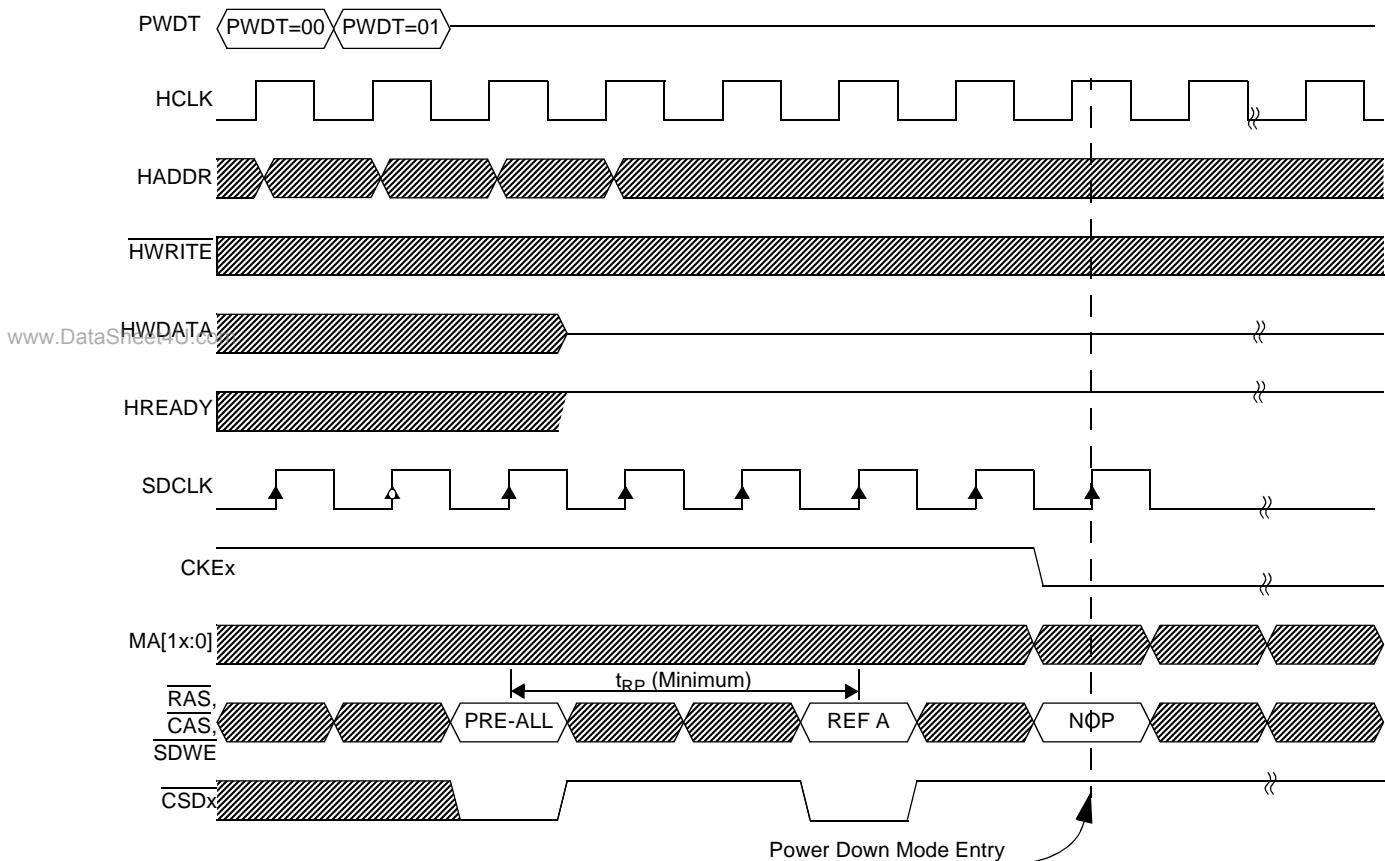 PWDT PWDT=00 PWDT=01
HCLK
HADDR
HWRITE
www.DataSheet4U.com HWDATA
HREADY
SDCLK
CKEx
MA[1x:0]
tRP (Minimum)
RAS,
CAS, PRE-ALL REF A NOP
SDWE
CSDx
Power Down Mode Entry